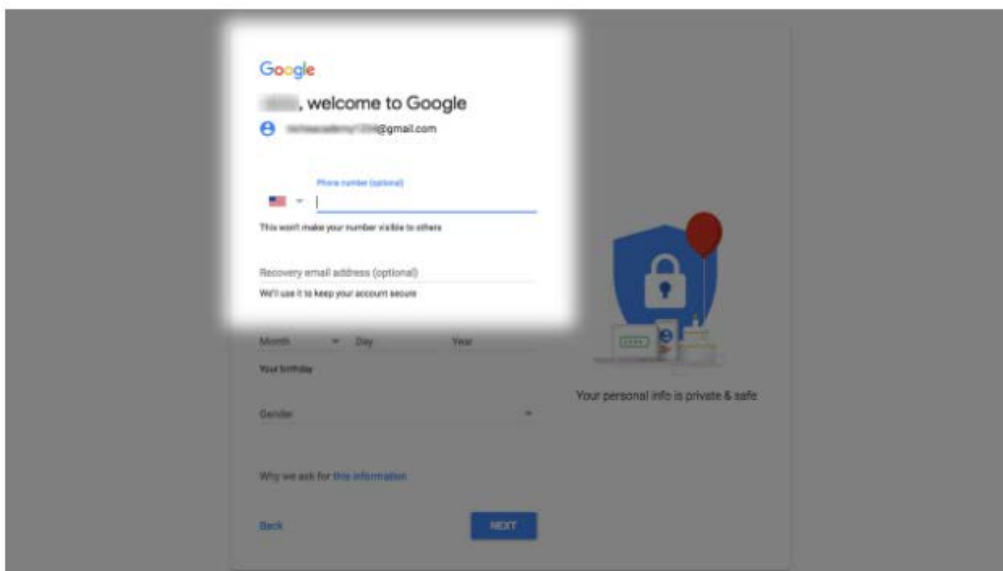 Google
, welcome to Google
@gmail.com
Phone number (optional)
This won't make your number visible to others
Recovery email address (optional)
We'll use it to keep your account secure
Month Day Year
Your birthday
Gender
Your personal info is private & safe
Why we ask for this information
Back NEXT